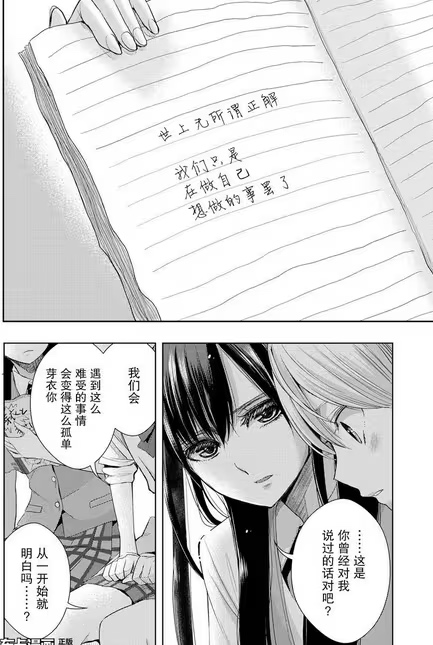 世上无所谓正解
我们只是
在做自己
想做的事罢了
……这是
你曾经对我
说过的话对吧?
我们会
遇到这么
难受的事情
会变得这么孤单
芽衣你
从一开始就
明白吗……?
正版